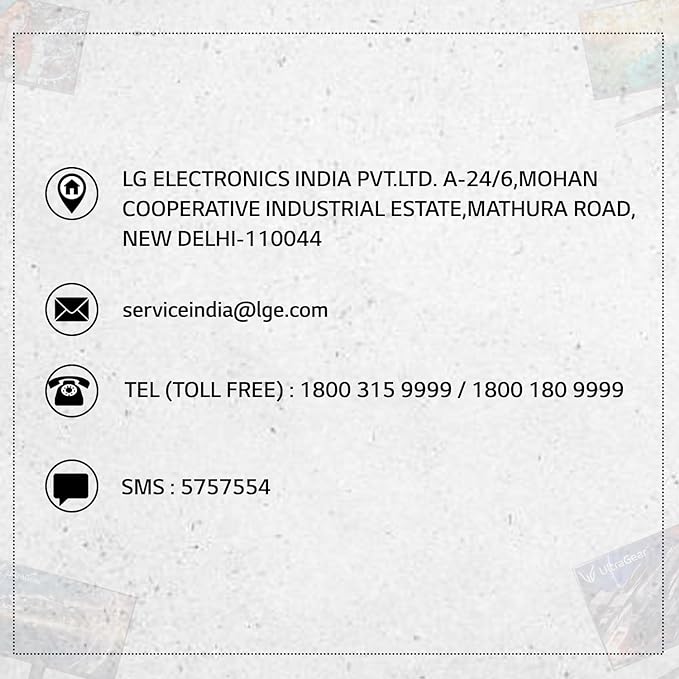 LG ELECTRONICS INDIA PVT.LTD. A-24/6,MOHAN
COOPERATIVE INDUSTRIAL ESTATE,MATHURA ROAD,
NEW DELHI-110044
serviceindia@lge.com
TEL (TOLL FREE) : 1800 315 9999 / 1800 180 9999
SMS : 5757554
UltraGear